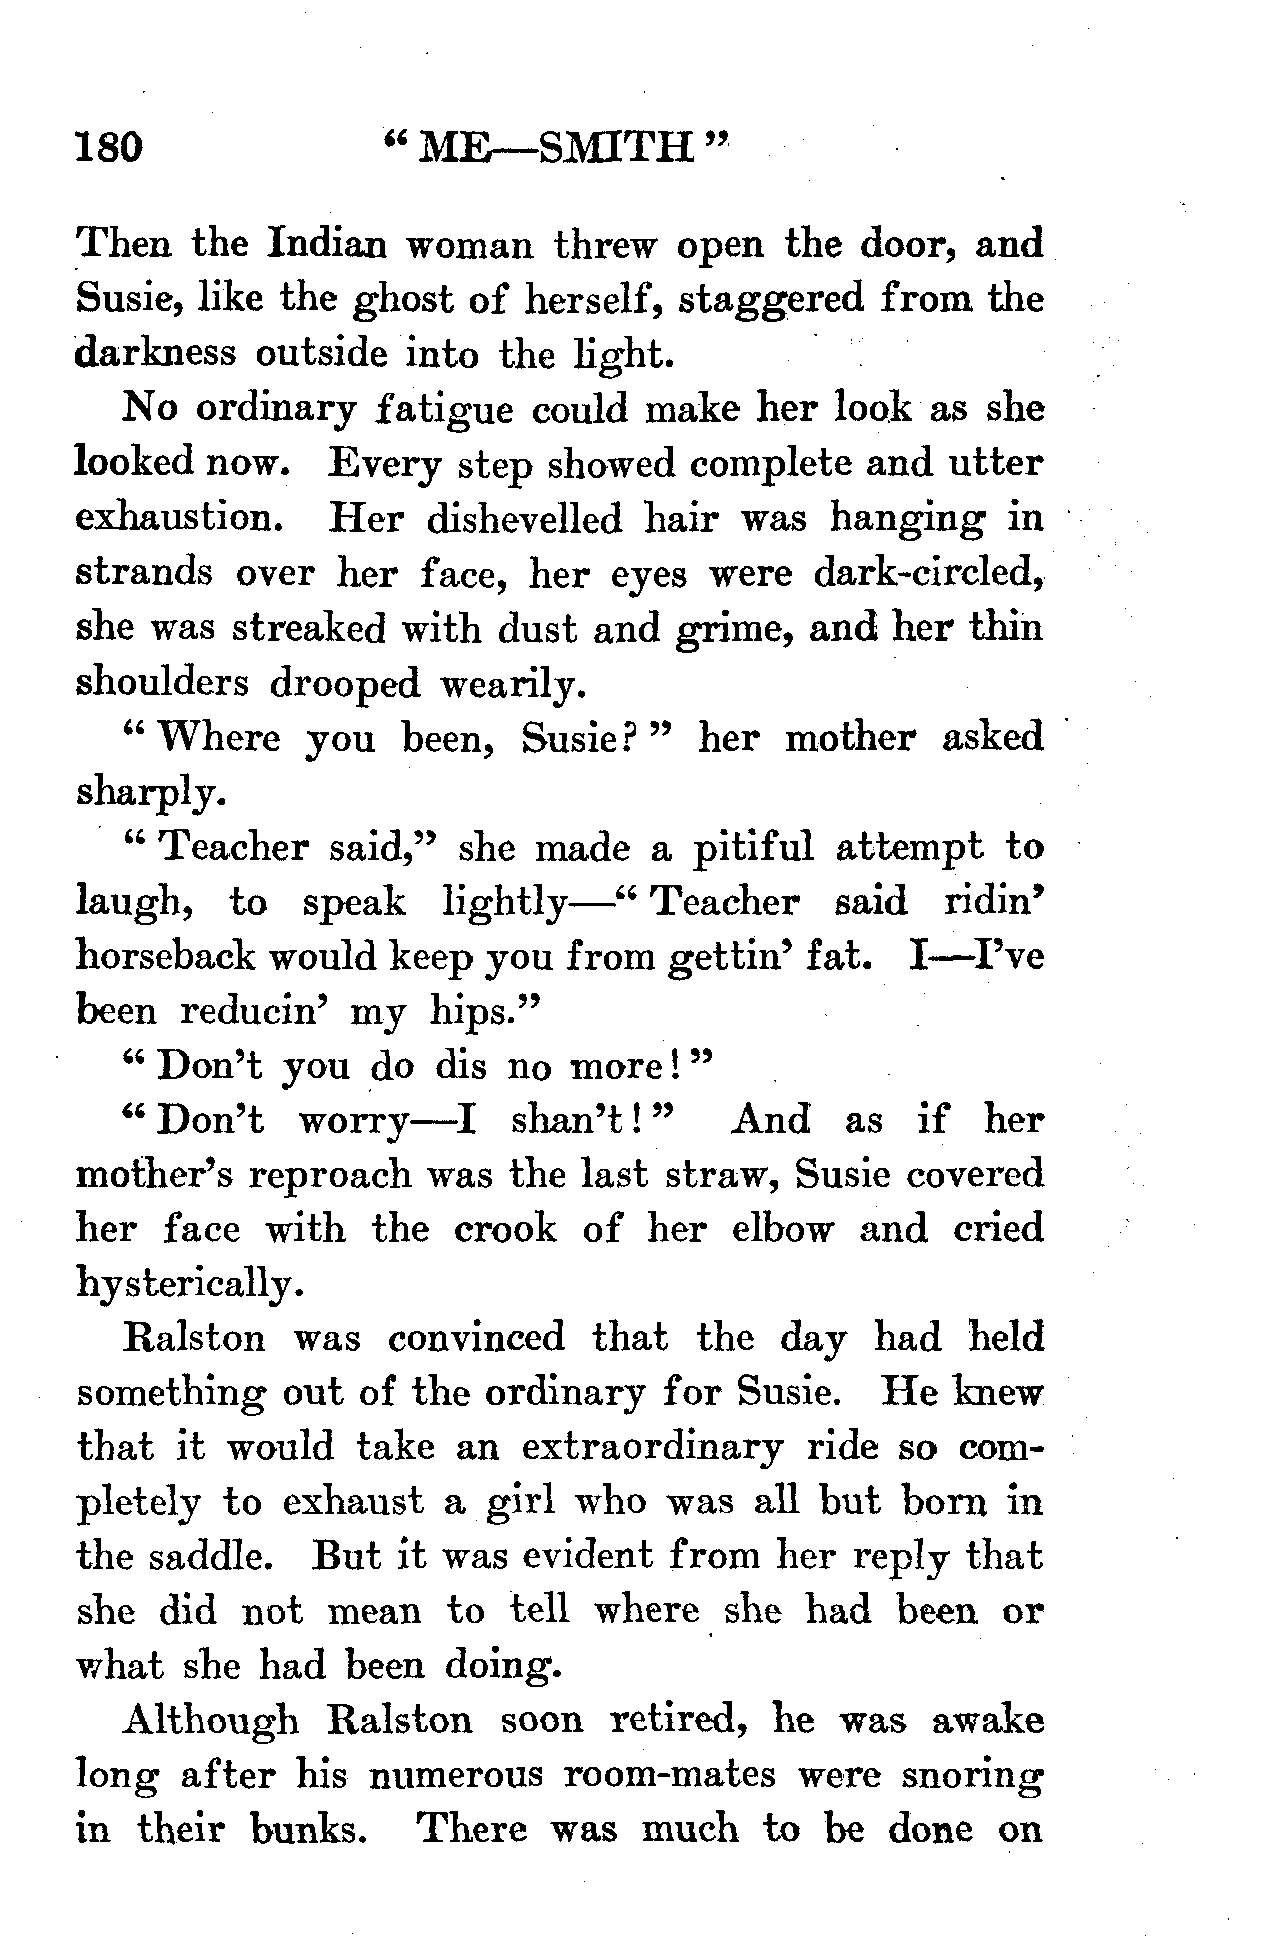 180 “ ME—SMITH ”
Then the Indian woman threw open the door, and
Susie, like the ghost of herself, staggered from the
darkness outside into the light.
No ordinary fatigue could make her look as she
looked now. Every step showed complete and utter
exhaustion. Her dishevelled hair was hanging in
strands over her face, her eyes were dark-circled,
she was streaked with dust and grime, and her thin
shoulders drooped wearily.
“ Where you been, Susie? ” her mother asked
sharply.
“ Teacher said,” she made a pitiful attempt to
laugh, to speak lightly—“ Teacher said ridin’
horseback would keep you from gettin’ fat. I—I’ve
been reducin’ my hips.”
“ Don’t you do dis no more! ”
“ Don’t worry—I shan’t! ” And as if her
mother’s reproach was the last straw, Susie covered
her face with the crook of her elbow and cried
hysterically.
Ralston was convinced that the day had held
something out of the ordinary for Susie. He knew
that it would take an extraordinary ride so com-
pletely to exhaust a girl who was all but born in
the saddle. But it was evident from her reply that
she did not mean to tell where she had been or
what she had been doing.
Although Ralston soon retired, he was awake
long after his numerous room-mates were snoring
in their bunks. There was much to be done on